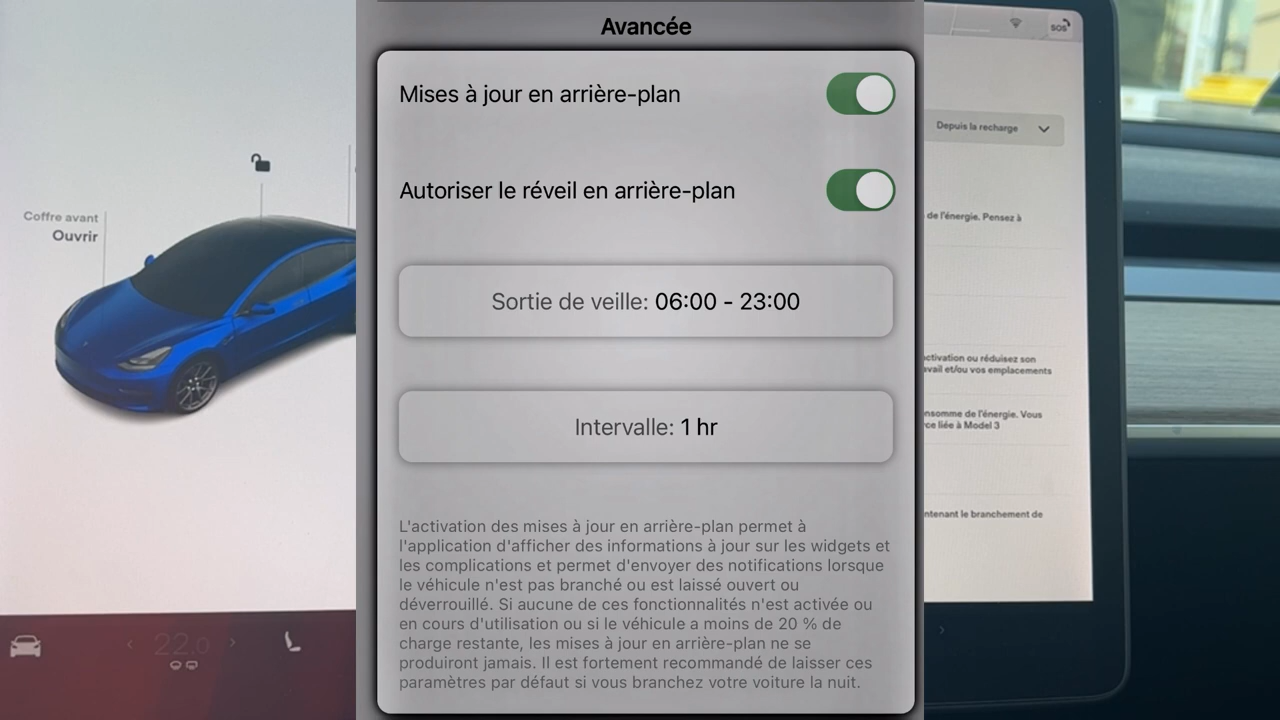 Avancée
Mises à jour en arrière-plan
Autoriser le réveil en arrière-plan
Sortie de veille: 06:00 - 23:00
Intervalle: 1 hr
L'activation des mises à jour en arrière-plan permet à
l'application d'afficher des informations à jour sur les widgets et
les complications et permet d'envoyer des notifications lorsque
le véhicule n'est pas branché ou est laissé ouvert ou
déverrouillé. Si aucune de ces fonctionnalités n'est activée ou
en cours d'utilisation ou si le véhicule a moins de 20 % de
charge restante, les mises à jour en arrière-plan ne se
produiront jamais. Il est fortement recommandé de laisser ces
paramètres par défaut si vous branchez votre voiture la nuit.
Coffre avant
Ouvrir
22.0
SOS
Depuis la recharge
de l'énergie. Pensez à
activation ou réduisez son
avail et/ou vos emplacements
nsomme de l'énergie. Vous
ce liée à Model 3
ntenant le branchement de